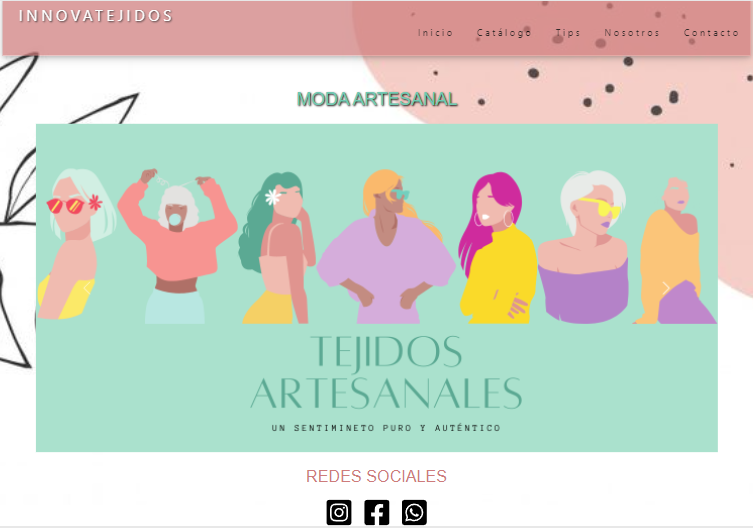 INNOVATEJIDOS
Inicio Catálogo Tips Nosotros Contacto
MODA ARTESANAL
TEJIDOS
ARTESANALES
UN SENTIMINETO PURO Y AUTÉNTICO
REDES SOCIALES